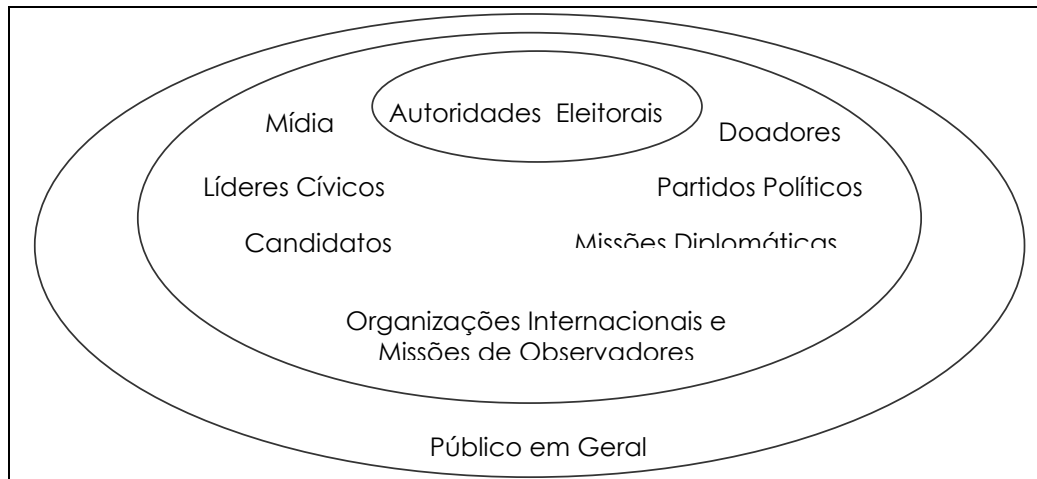 Autoridades Eleitorais
Mídia
Doadores
Líderes Cívicos
Partidos Políticos
Candidatos
Missões Diplomáticas
Organizações Internacionais e
Missões de Observadores
Público em Geral